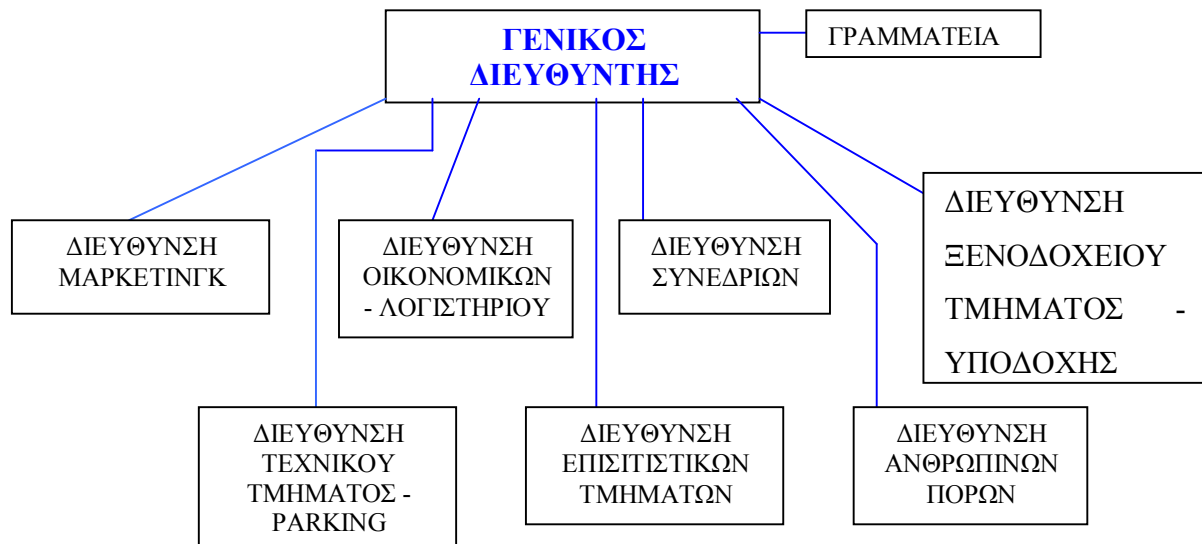 ΓΕΝΙΚΟΣ
ΔΙΕΥΘΥΝΤΗΣ
ΓΡΑΜΜΑΤΕΙΑ
ΔΙΕΥΘΥΝΣΗ
ΜΑΡΚΕΤΙΝΓΚ
ΔΙΕΥΘΥΝΣΗ
ΟΙΚΟΝΟΜΙΚΩΝ
- ΛΟΓΙΣΤΗΡΙΟΥ
ΔΙΕΥΘΥΝΣΗ
ΣΥΝΕΔΡΙΩΝ
ΔΙΕΥΘΥΝΣΗ
ΞΕΝΟΔΟΧΕΙΟΥ
ΤΜΗΜΑΤΟΣ -
ΥΠΟΔΟΧΗΣ
ΔΙΕΥΘΥΝΣΗ
ΤΕΧΝΙΚΟΥ
ΤΜΗΜΑΤΟΣ -
PARKING
ΔΙΕΥΘΥΝΣΗ
ΕΠΙΣΙΤΙΣΤΙΚΩΝ
ΤΜΗΜΑΤΩΝ
ΔΙΕΥΘΥΝΣΗ
ΑΝΘΡΩΠΙΝΩΝ
ΠΟΡΩΝ